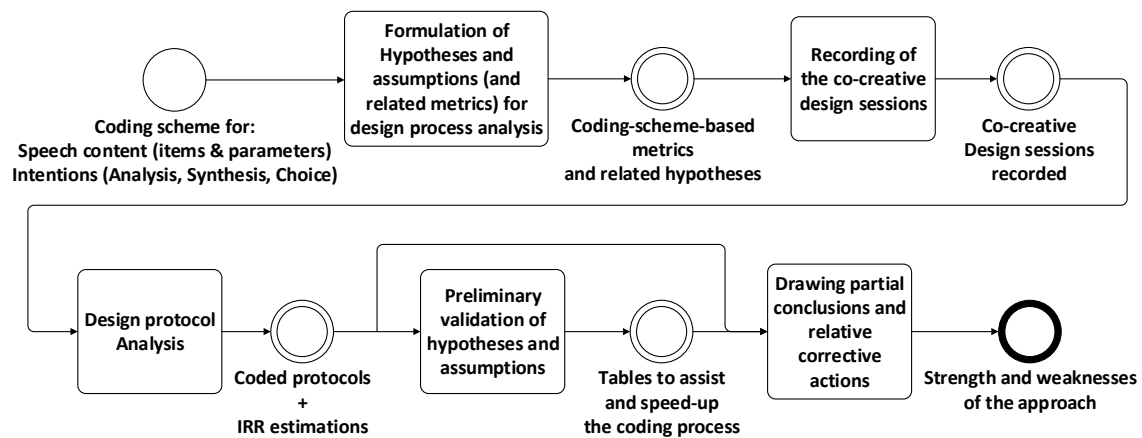 Formulation of
Hypotheses and
assumptions (and
related metrics) for
design process analysis
Recording of
the co-creative
design sessions
Coding scheme for:
Speech content (items & parameters)
Intentions (Analysis, Synthesis, Choice)
Coding-scheme-based
metrics
and related hypotheses
Co-creative
Design sessions
recorded
Design protocol
Analysis
Coded protocols
+
IRR estimations
Preliminary
validation of
hypotheses and
assumptions
Tables to assist
and speed-up
the coding process
Drawing partial
conclusions and
relative
corrective
actions
Strength and weaknesses
of the approach